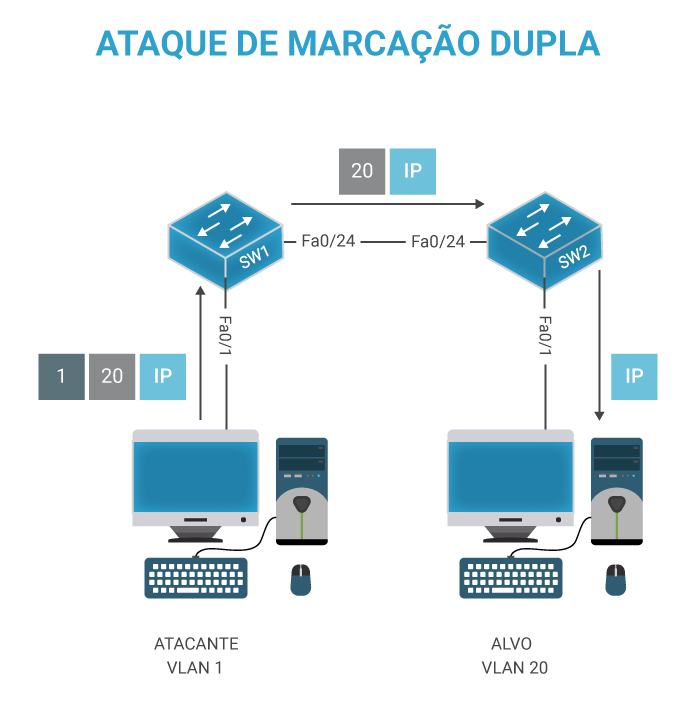 ATAQUE DE MARCAÇÃO DUPLA
20 IP
SW1
Fa0/24 Fa0/24
SW2
Fa0/1
Fa0/1
1 20 IP
IP
ATACANTE
VLAN 1
ALVO
VLAN 20